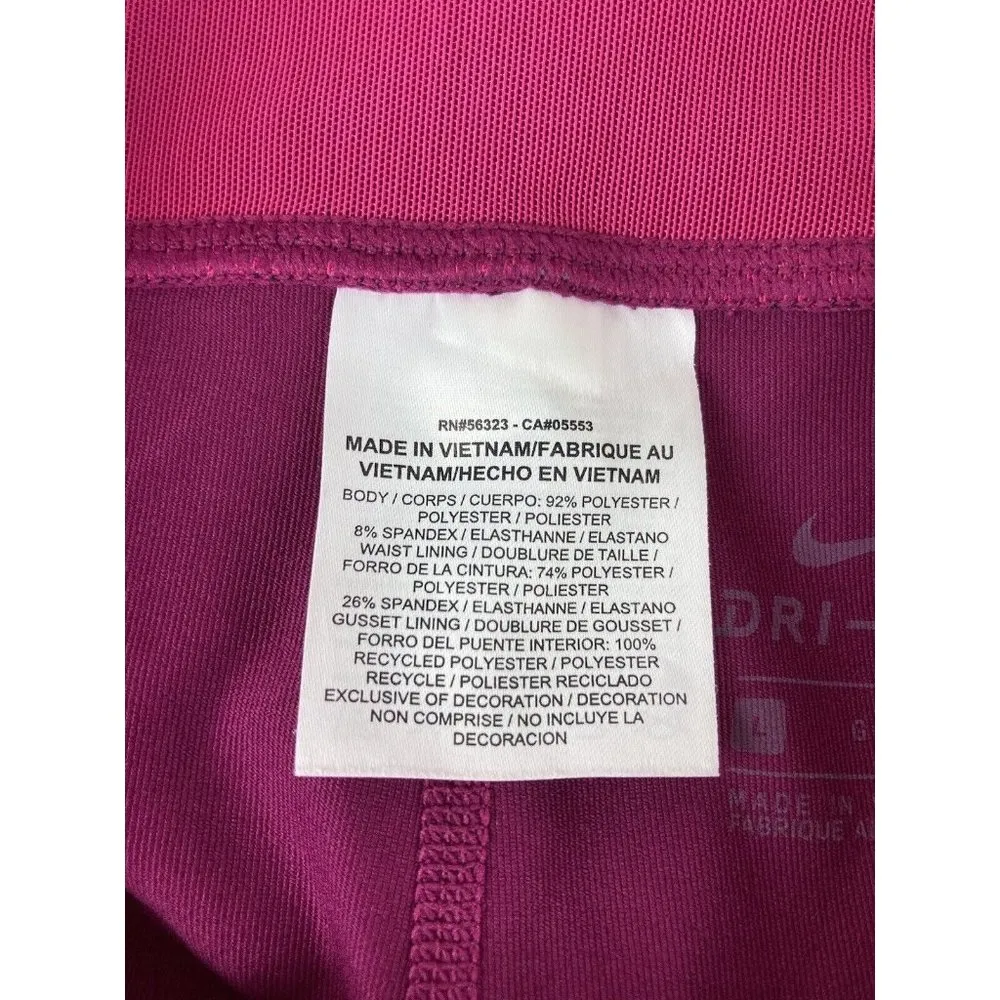 RN#56323 - CA#05553
MADE IN VIETNAM/FABRIQUE AU
VIETNAM/HECHO EN VIETNAM
BODY / CORPS / CUERPO: 92% POLYESTER /
POLYESTER / POLIESTER
8% SPANDEX / ELASTHANNE / ELASTANO
WAIST LINING / DOUBLURE DE TAILLE /
FORRO DE LA CINTURA: 74% POLYESTER /
POLYESTER / POLIESTER
26% SPANDEX / ELASTHANNE / ELASTANO
GUSSET LINING / DOUBLURE DE GOUSSET /
FORRO DEL PUENTE INTERIOR: 100%
RECYCLED POLYESTER / POLYESTER
RECYCLE / POLIESTER RECICLADO
EXCLUSIVE OF DECORATION / DECORATION
NON COMPRISE / NO INCLUYE LA
DECORACION
DRI-
L G
MADE IN
FABRIQUE A